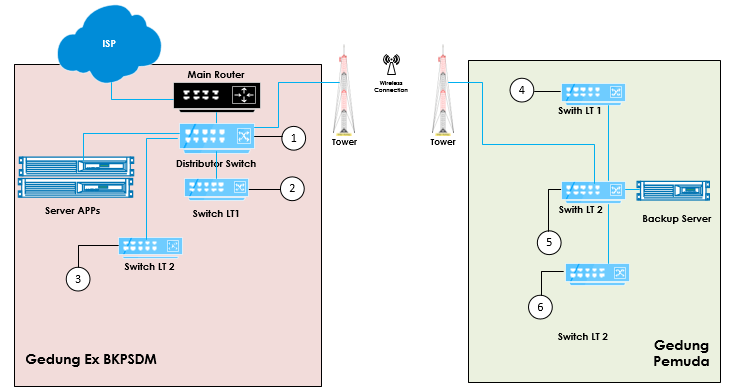 ISP
Main Router
1
Distributor Switch
Server APPs
2
Switch LT1
Switch LT 2
3
Gedung Ex BKPSDM
Tower
Wireless
Connection
Tower
4
Swith LT 1
Swith LT 2
5
Backup Server
6
Switch LT 2
Gedung
Pemuda